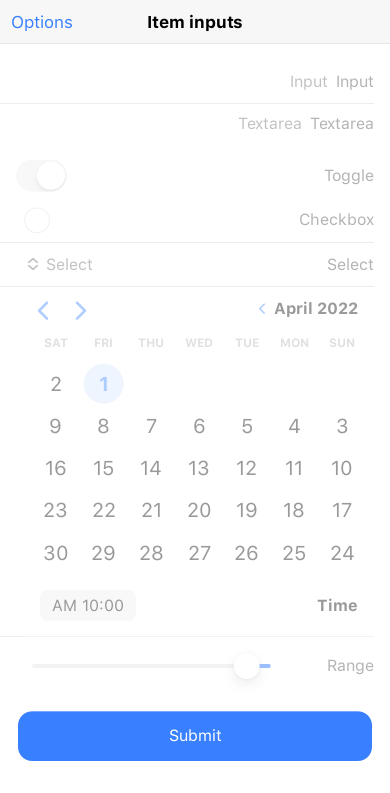 Options Item inputs
Input Input
Textarea Textarea
Toggle
Checkbox
Select Select
April 2022
SAT FRI THU WED TUE MON SUN
2 1
9 8 7 6 5 4 3
16 15 14 13 12 11 10
23 22 21 20 19 18 17
30 29 28 27 26 25 24
AM 10:00 Time
Range
Submit